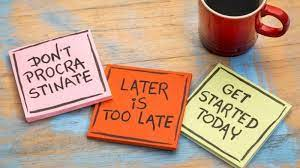 DON'T
PROCRA
STINATE
LATER
IS
TOO LATE
GET
STARTED
TODAY